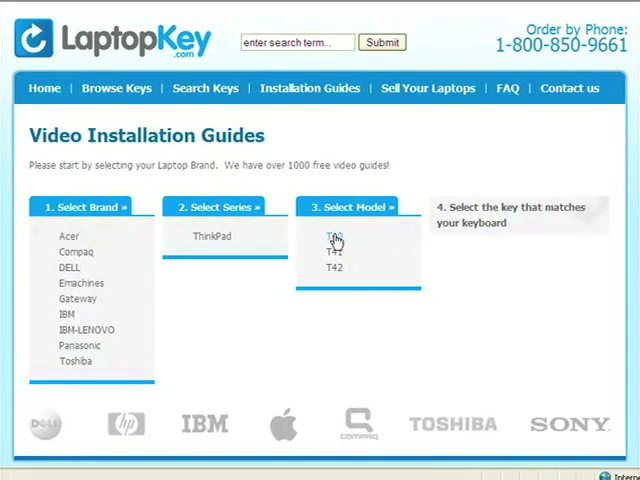 LaptopKey
.com
enter search term...
Submit
Order by Phone:
1-800-850-9661
Home | Browse Keys | Search Keys | Installation Guides | Sell Your Laptops | FAQ | Contact us
Video Installation Guides
Please start by selecting your Laptop Brand. We have over 1000 free video guides!
1. Select Brand »
Acer
Compaq
DELL
Emachines
Gateway
IBM
IBM-LENOVO
Panasonic
Toshiba
2. Select Series »
ThinkPad
3. Select Model »
T41
T42
4. Select the key that matches
your keyboard
DELL
hp
IBM
COMPAQ
TOSHIBA
SONY